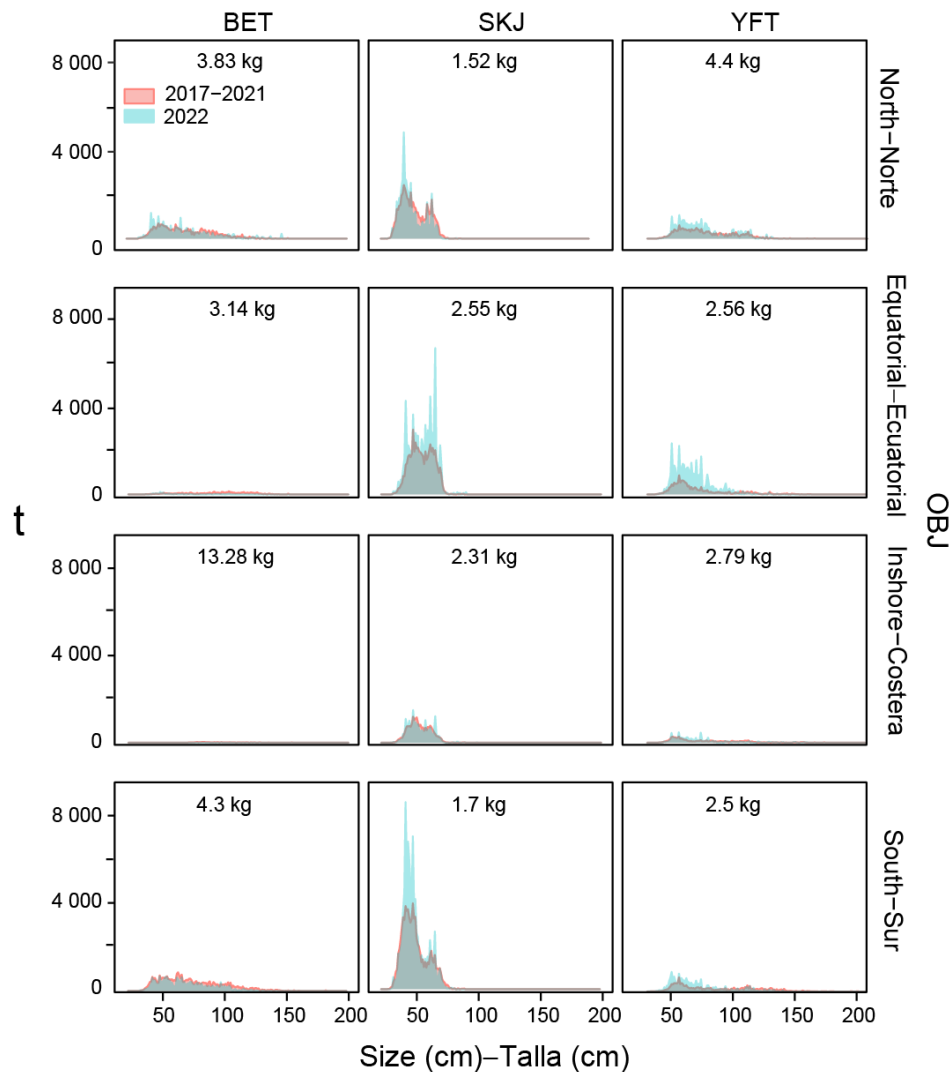 BET SKJ YFT
8 000 3.83 kg 1.52 kg 4.4 kg North−Norte
2017−2021
2022
4 000
0
8 000 3.14 kg 2.55 kg 2.56 kg Equatorial−Ecuatorial
4 000
0
t
OBJ
8 000 13.28 kg 2.31 kg 2.79 kg Inshore−Costera
4 000
0
8 000 4.3 kg 1.7 kg 2.5 kg South−Sur
4 000
0
50 100 150 200 50 100 150 200 50 100 150 200
Size (cm)−Talla (cm)